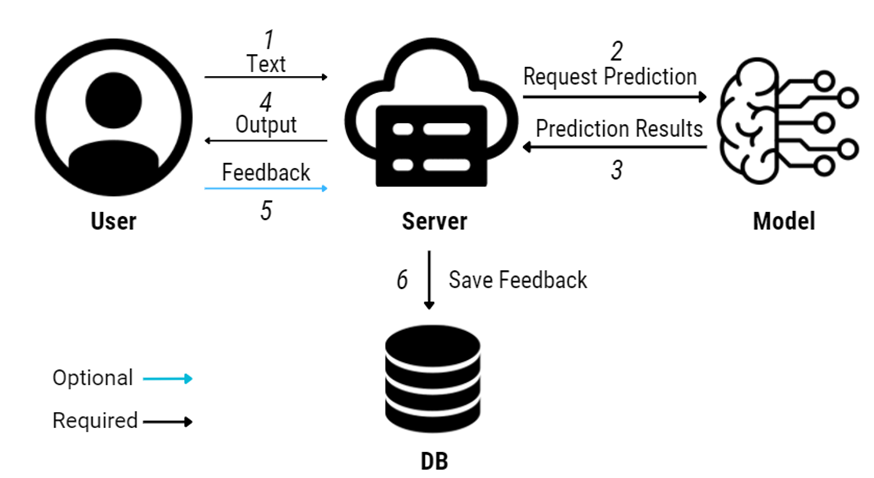 1
Text
4
Output
Feedback
5
2
Request Prediction
Prediction Results
3
User
Server
Model
6 Save Feedback
Optional
Required
DB